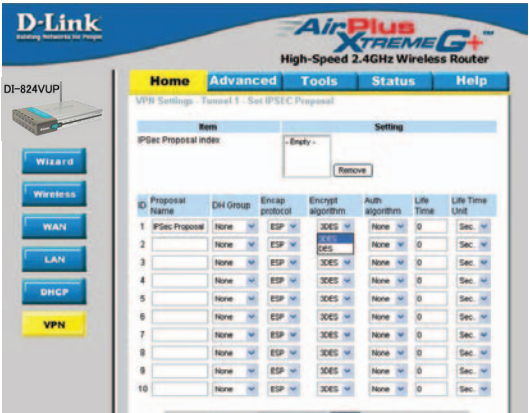 D-Link
Building Networks for People
AirPlus
XTREME G+™
High-Speed 2.4GHz Wireless Router
DI-824VUP
Home Advanced Tools Status Help
VPN Settings - Tunnel 1 - Set IPSEC Proposal
Item Setting
IPSec Proposal index
- Empty -
Remove
ID Proposal Name DH Group Encap protocol Encrypt algorithm Auth algorithm Life Time Life Time Unit
1 IPSec Proposal None ESP 3DES None 0 Sec.
3DES
DES
2 None ESP None 0 Sec.
3 None ESP 3DES None 0 Sec.
4 None ESP 3DES None 0 Sec.
5 None ESP 3DES None 0 Sec.
6 None ESP 3DES None 0 Sec.
7 None ESP 3DES None 0 Sec.
8 None ESP 3DES None 0 Sec.
9 None ESP 3DES None 0 Sec.
10 None ESP 3DES None 0 Sec.
Wizard
Wireless
WAN
LAN
DHCP
VPN